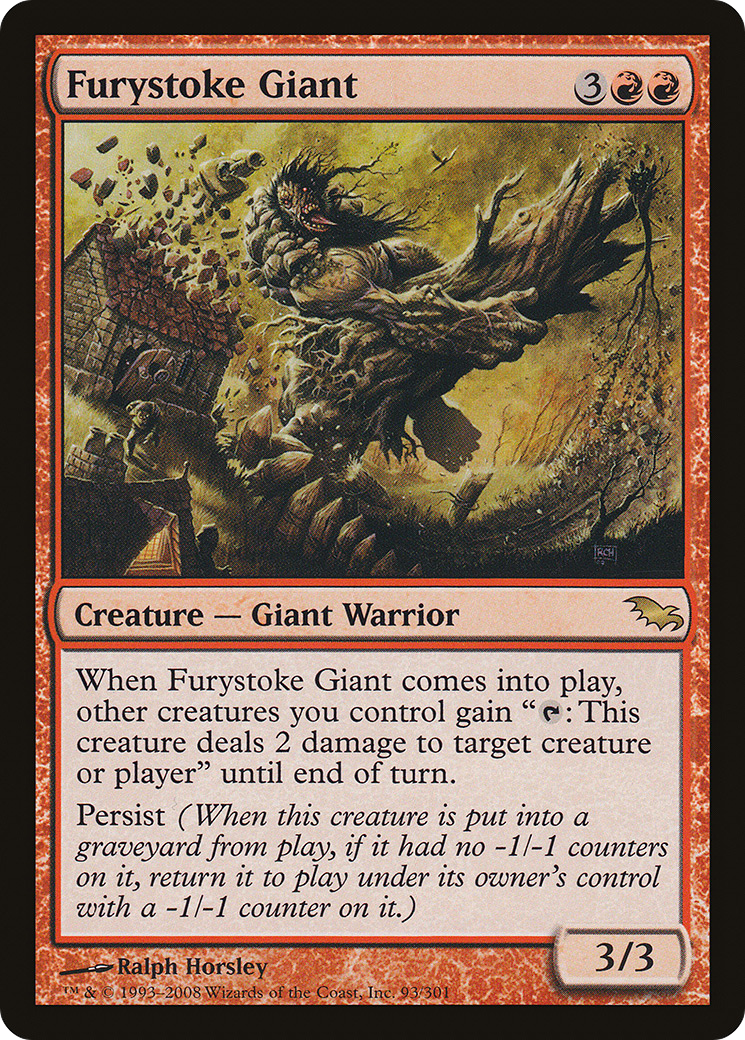 Furystoke Giant 3
RCH
Creature — Giant Warrior
When Furystoke Giant comes into play,
other creatures you control gain “ : This
creature deals 2 damage to target creature
or player” until end of turn.
Persist (When this creature is put into a
graveyard from play, if it had no -1/-1 counters
on it, return it to play under its owner’s control
with a -1/-1 counter on it.)
3/3
Ralph Horsley
™ & © 1993–2008 Wizards of the Coast, Inc. 93/301